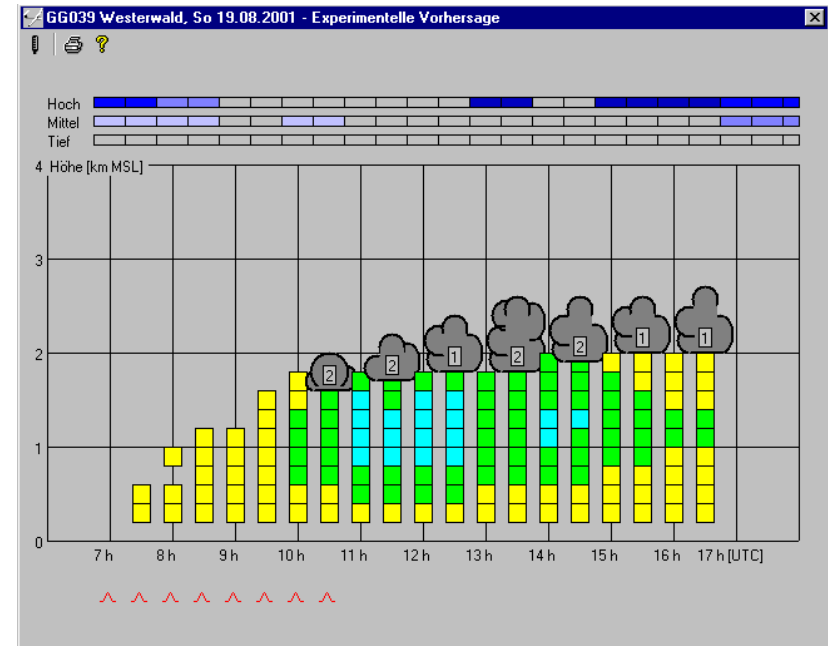 GG039 Westerwald, So 19.08.2001 - Experimentelle Vorhersage
Hoch
Mittel
Tief
4 Höhe [km MSL]
3
2
1
0
2 2 1 2 2 1 1
7 h 8 h 9 h 10 h 11 h 12 h 13 h 14 h 15 h 16 h 17 h [UTC]